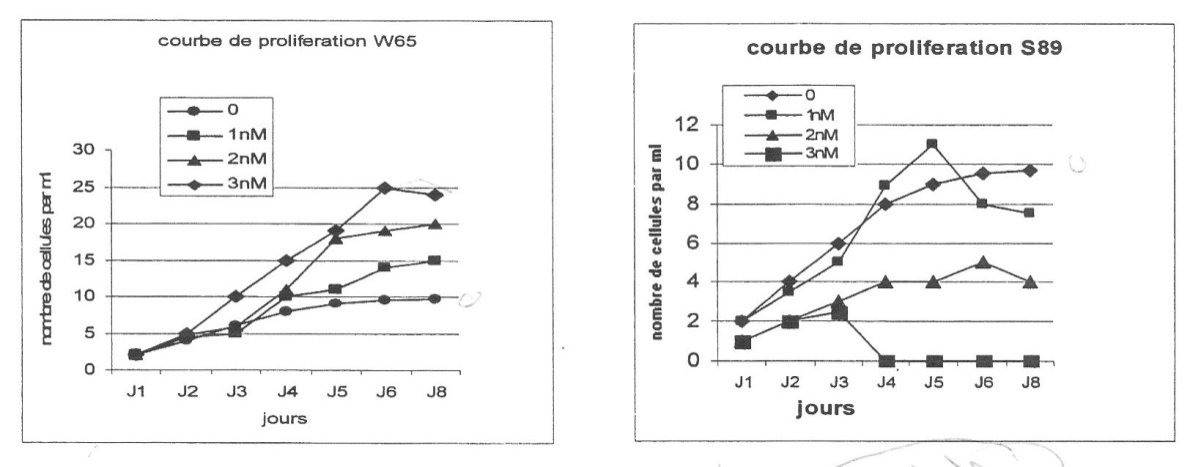 courbe de proliferation W65
0
1nM
2nM
3nM
30
25
20
15
10
5
0
nombre de cellules par ml
J1 J2 J3 J4 J5 J6 J8
jours
courbe de proliferation S89
0
1nM
2nM
3nM
12
10
8
6
4
2
0
nombre de cellules par ml
J1 J2 J3 J4 J5 J6 J8
jours